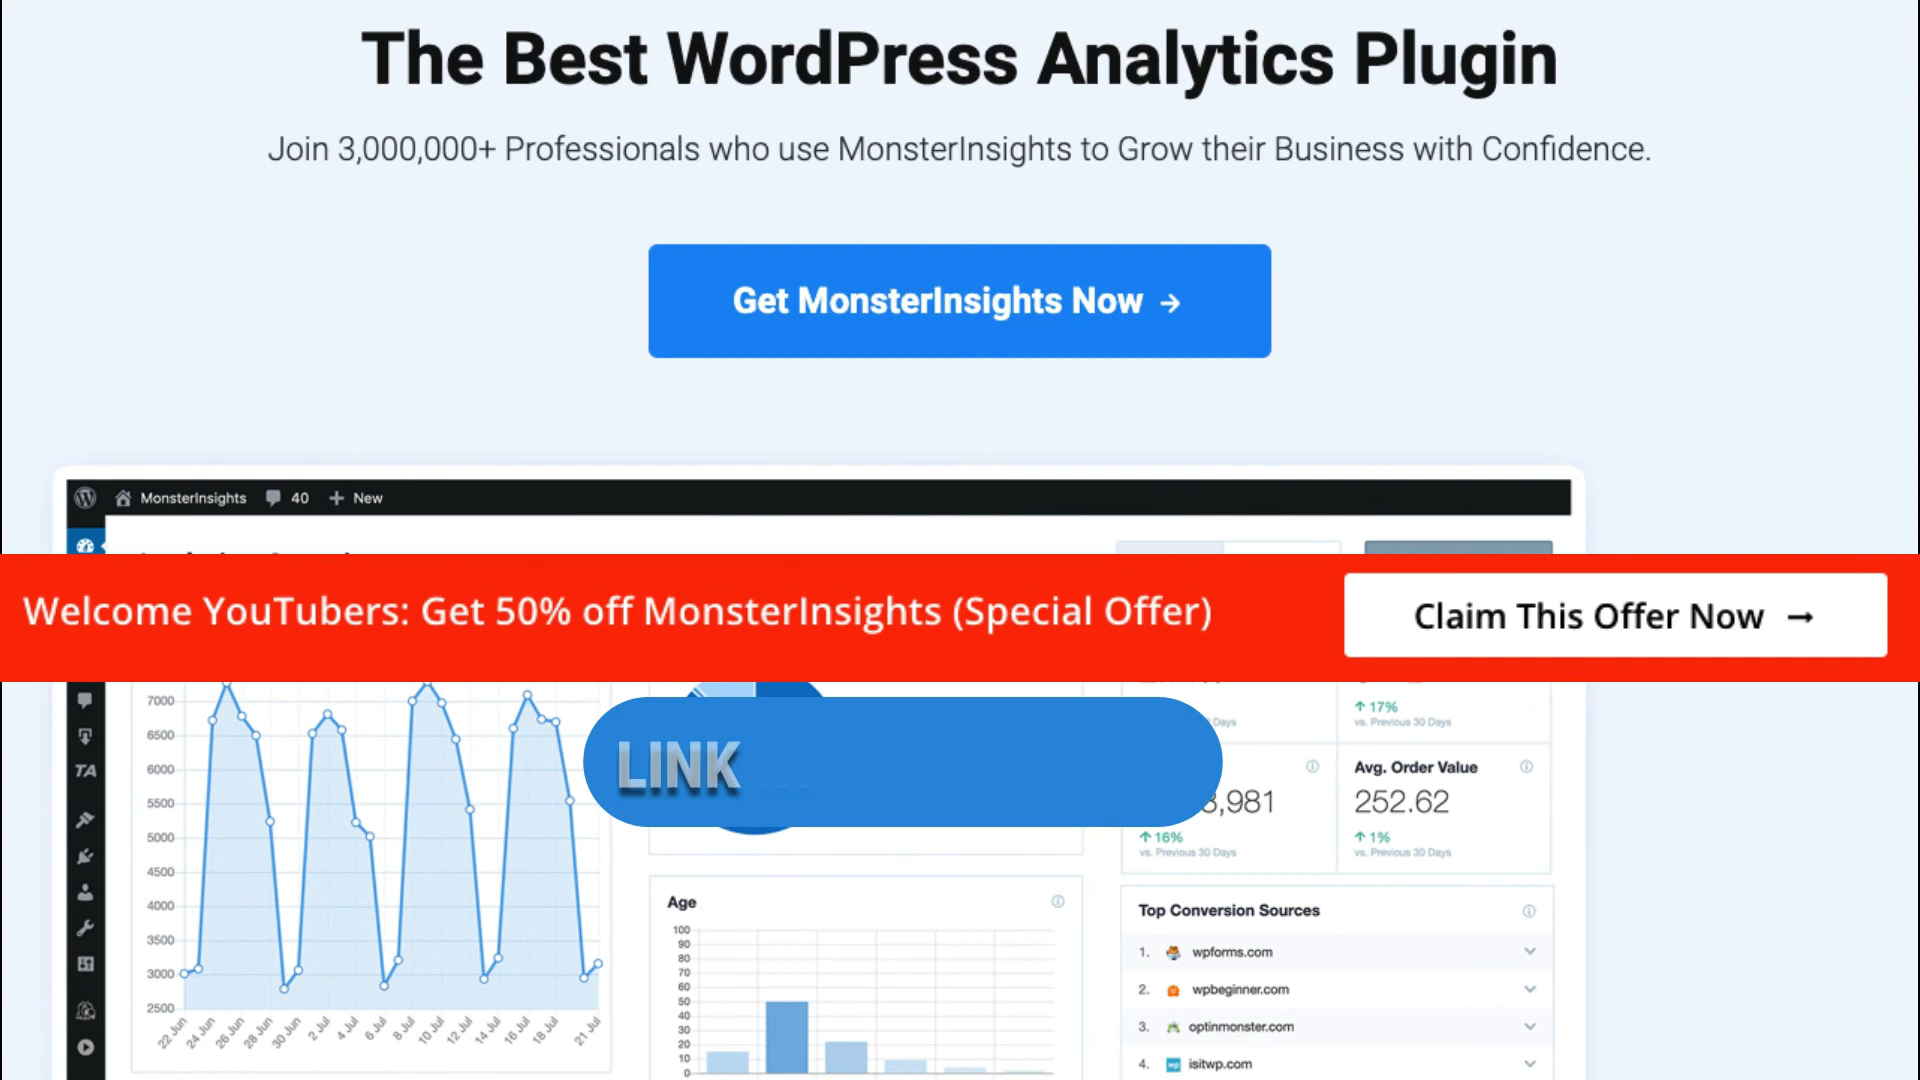 The Best WordPress Analytics Plugin
Join 3,000,000+ Professionals who use MonsterInsights to Grow their Business with Confidence.
Get MonsterInsights Now →
MonsterInsights 40 + New
Welcome YouTubers: Get 50% off MonsterInsights (Special Offer)
Claim This Offer Now →
LINK
TA
7000
6500
6000
5500
5000
4500
4000
3500
3000
2500
22 Jun
24 Jun
26 Jun
28 Jun
30 Jun
2 Jul
4 Jul
6 Jul
8 Jul
10 Jul
12 Jul
14 Jul
16 Jul
18 Jul
21 Jul
Age
100
90
80
70
60
50
40
30
20
10
0
Days
17%
vs. Previous 30 Days
,981
16%
vs. Previous 30 Days
Avg. Order Value
252.62
1%
vs. Previous 30 Days
Top Conversion Sources
1. wpforms.com
2. wpbeginner.com
3. optinmonster.com
4. isitwp.com